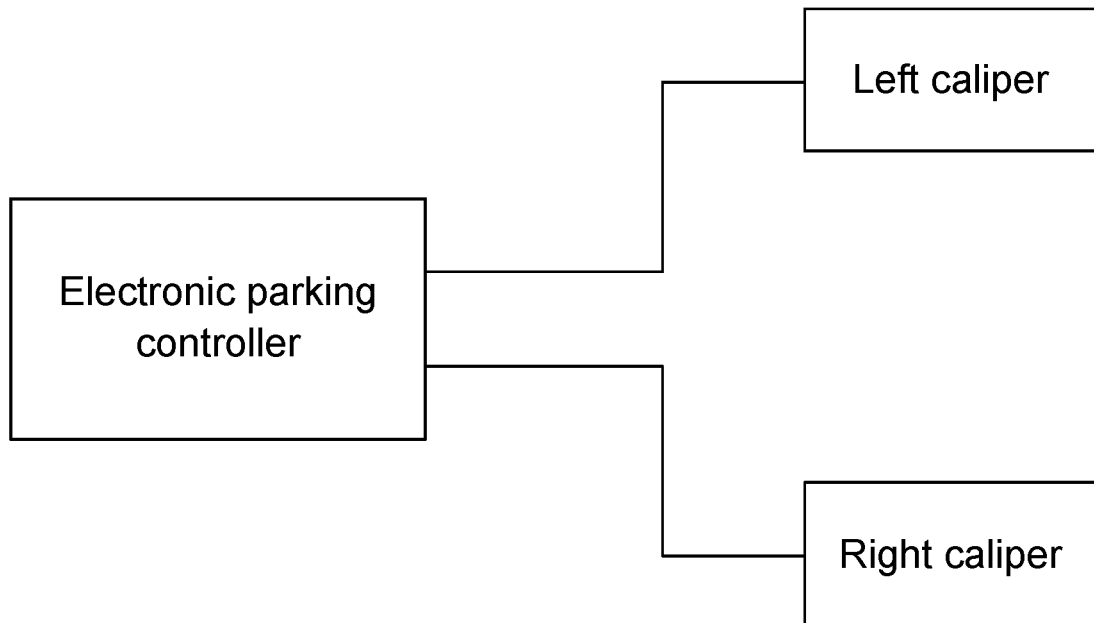 Left caliper
Electronic parking
controller
Right caliper